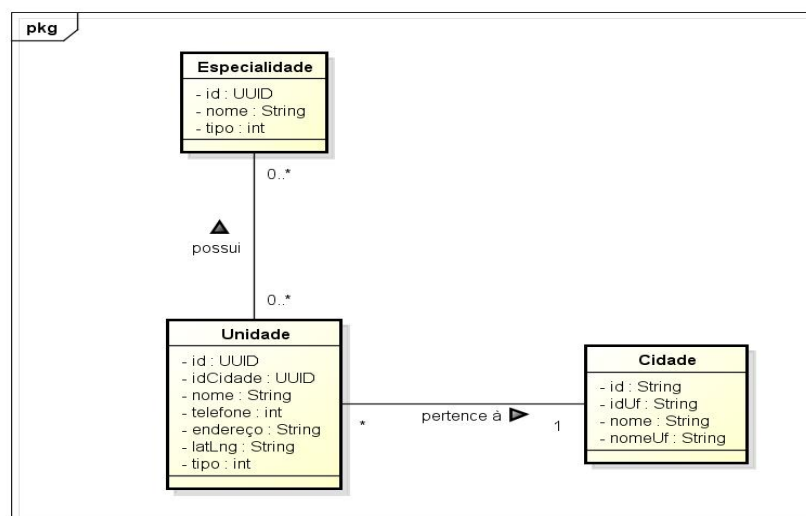 pkg
Especialidade
- id : UUID
- nome : String
- tipo : int
0..*
possui
0..*
Unidade
- id : UUID
- idCidade : UUID
- nome : String
- telefone : int
- endereço : String
- latLng : String
- tipo : int
*
pertence à
1
Cidade
- id : String
- idUf : String
- nome : String
- nomeUf : String